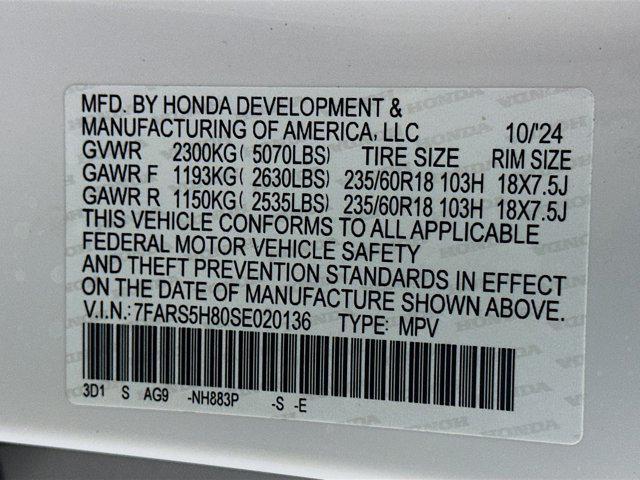 MFD. BY HONDA DEVELOPMENT &
MANUFACTURING OF AMERICA, LLC 10/'24
GVWR 2300KG( 5070LBS) TIRE SIZE RIM SIZE
GAWR F 1193KG( 2630LBS) 235/60R18 103H 18X7.5J
GAWR R 1150KG( 2535LBS) 235/60R18 103H 18X7.5J
THIS VEHICLE CONFORMS TO ALL APPLICABLE
FEDERAL MOTOR VEHICLE SAFETY
AND THEFT PREVENTION STANDARDS IN EFFECT
ON THE DATE OF MANUFACTURE SHOWN ABOVE.
V.I.N.:7FARS5H80SE020136 TYPE: MPV
3D1 S AG9 -NH883P -S -E